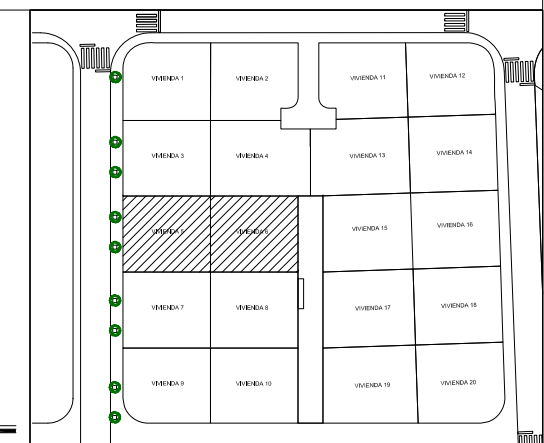 VIVIENDA 1
VIVIENDA 2
VIVIENDA 11
VIVIENDA 12
VIVIENDA 3
VIVIENDA 4
VIVIENDA 13
VIVIENDA 14
VIVIENDA 5
VIVIENDA 6
VIVIENDA 15
VIVIENDA 16
VIVIENDA 7
VIVIENDA 8
VIVIENDA 17
VIVIENDA 18
VIVIENDA 9
VIVIENDA 10
VIVIENDA 19
VIVIENDA 20